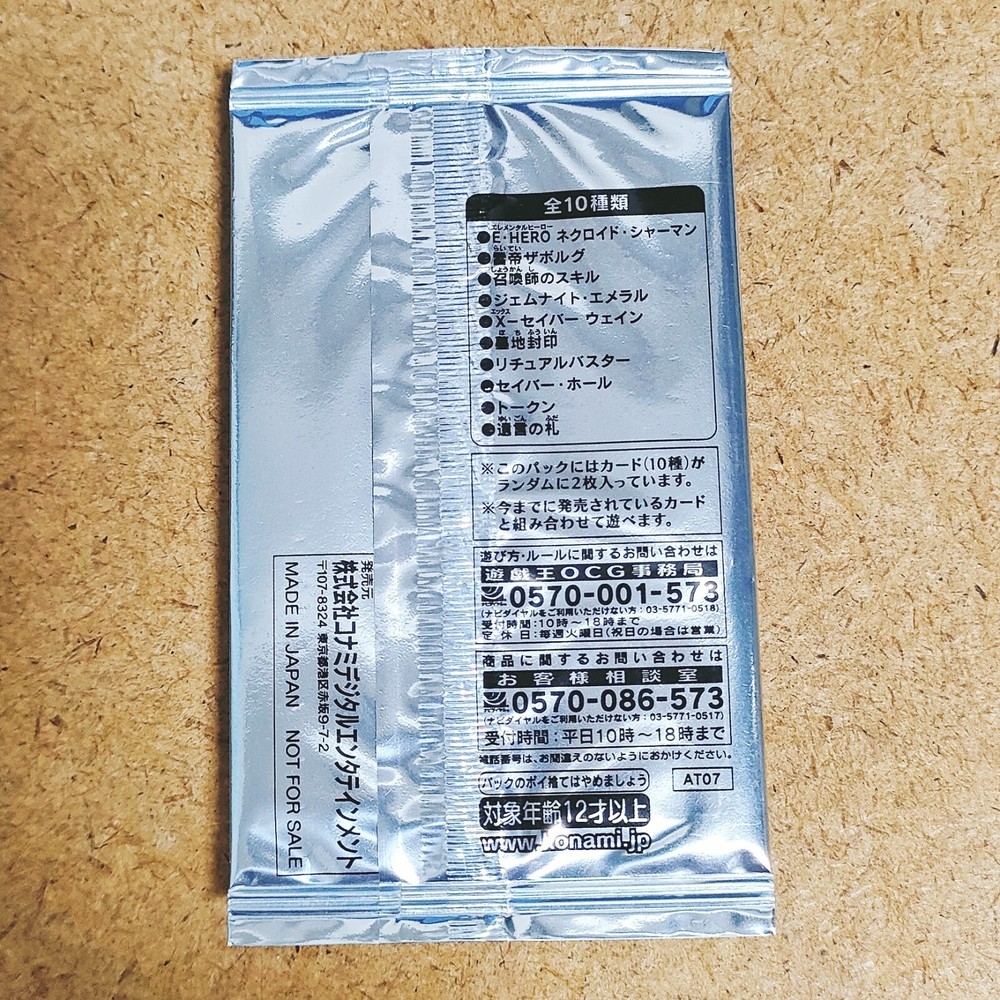 全10種類
エレメンタルヒーロー
●E・HERO ネクロイド・シャーマン
らいてい
●雷帝ザボルグ
しょうかん し
●召喚師のスキル
●ジェムナイト・エメラル
エックス
●X-セイバー ウェイン
ぼ ち ふういん
●墓地封印
●リチュアルバスター
●セイバー・ホール
●トークン
ゆいごん ふだ
●遺言の札
※このパックにはカード(10種)が
ランダムに2枚入っています。
※今までに発売されているカード
と組み合わせて遊べます。
遊び方・ルールに関するお問い合わせは
遊戯王OCG事務局
0570-001-573
(ナビダイヤルをご利用いただけない方:03-5771-0518)
受付時間:10時〜18時まで
定休日:毎週火曜日(祝日の場合は営業)
商品に関するお問い合わせは
お客様相談室
0570-086-573
(ナビダイヤルをご利用いただけない方:03-5771-0517)
受付時間:平日10時〜18時まで
電話番号は、お間違えのないようにおかけください。
パックのポイ捨てはやめましょう
AT07
対象年齢12才以上
www.konami.jp
発売元
株式会社コナミデジタルエンタテインメント
〒107-8324 東京都港区赤坂9-7-2
MADE IN JAPAN NOT FOR SALE